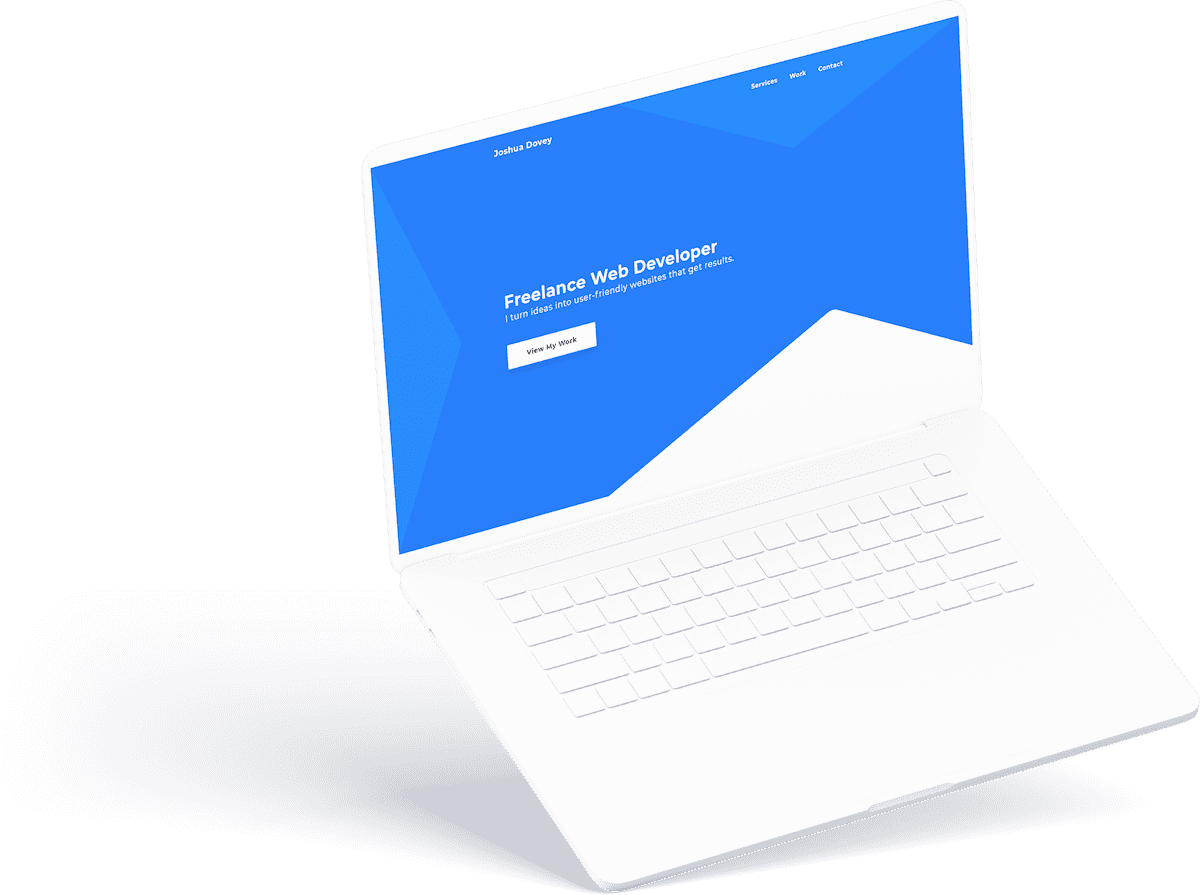 Services Work Contact
Joshua Dovey
Freelance Web Developer
I turn ideas into user-friendly websites that get results.
View My Work